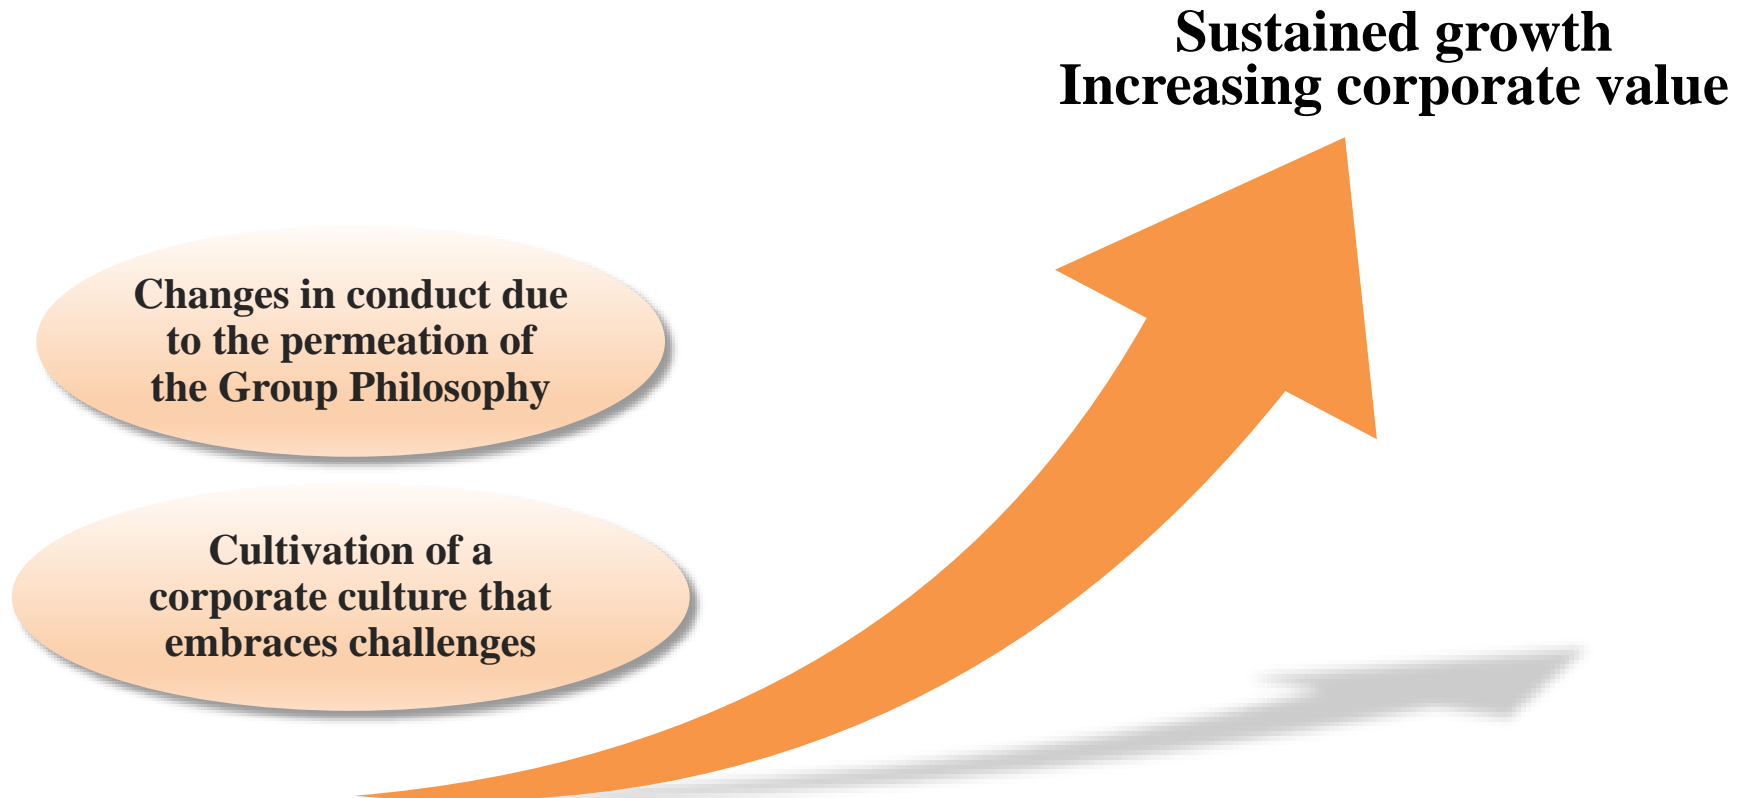 Sustained growth
Increasing corporate value
Changes in conduct due
to the permeation of
the Group Philosophy
Cultivation of a
corporate culture that
embraces challenges